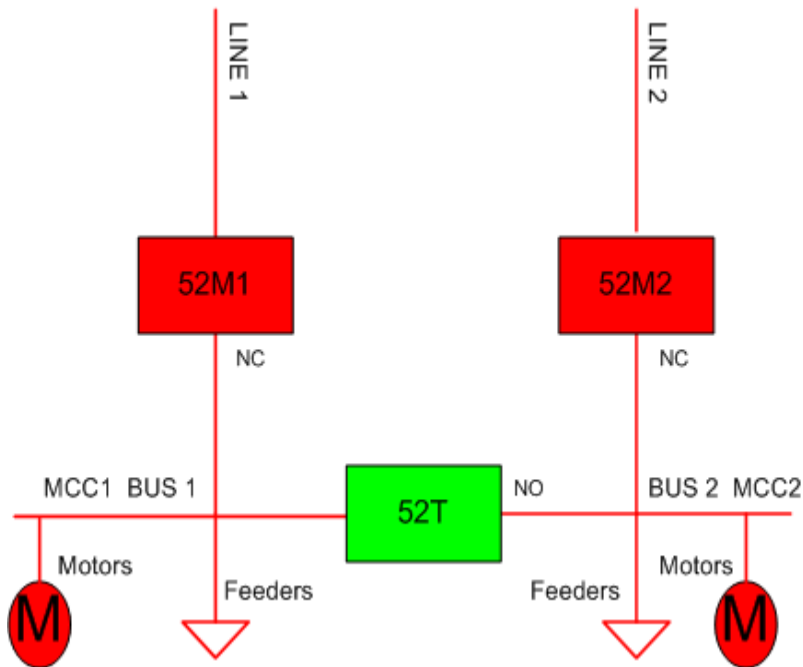 LINE 1
LINE 2
52M1
52M2
NC
NC
MCC1 BUS 1
52T
NO
BUS 2 MCC2
Motors
Feeders
Feeders
Motors
M
M